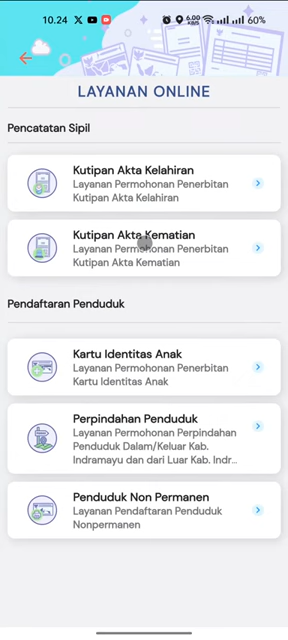 10.24
6.00
KB/S
60%
LAYANAN ONLINE
Pencatatan Sipil
Kutipan Akta Kelahiran
Layanan Permohonan Penerbitan
Kutipan Akta Kelahiran
Kutipan Akta Kematian
Layanan Permohonan Penerbitan
Kutipan Akta Kematian
Pendaftaran Penduduk
Kartu Identitas Anak
Layanan Permohonan Penerbitan
Kartu Identitas Anak
Perpindahan Penduduk
Layanan Permohonan Perpindahan
Penduduk Dalam/Keluar Kab.
Indramayu dan dari Luar Kab. Indr...
Penduduk Non Permanen
Layanan Pendaftaran Penduduk
Nonpermanen